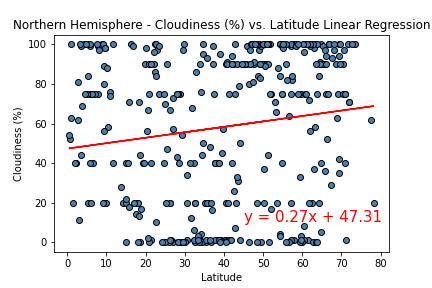 Northern Hemisphere - Cloudiness (%) vs. Latitude Linear Regression
100
80
60
40
20
0
Cloudiness (%)
y = 0.27x + 47.31
0 10 20 30 40 50 60 70 80
Latitude